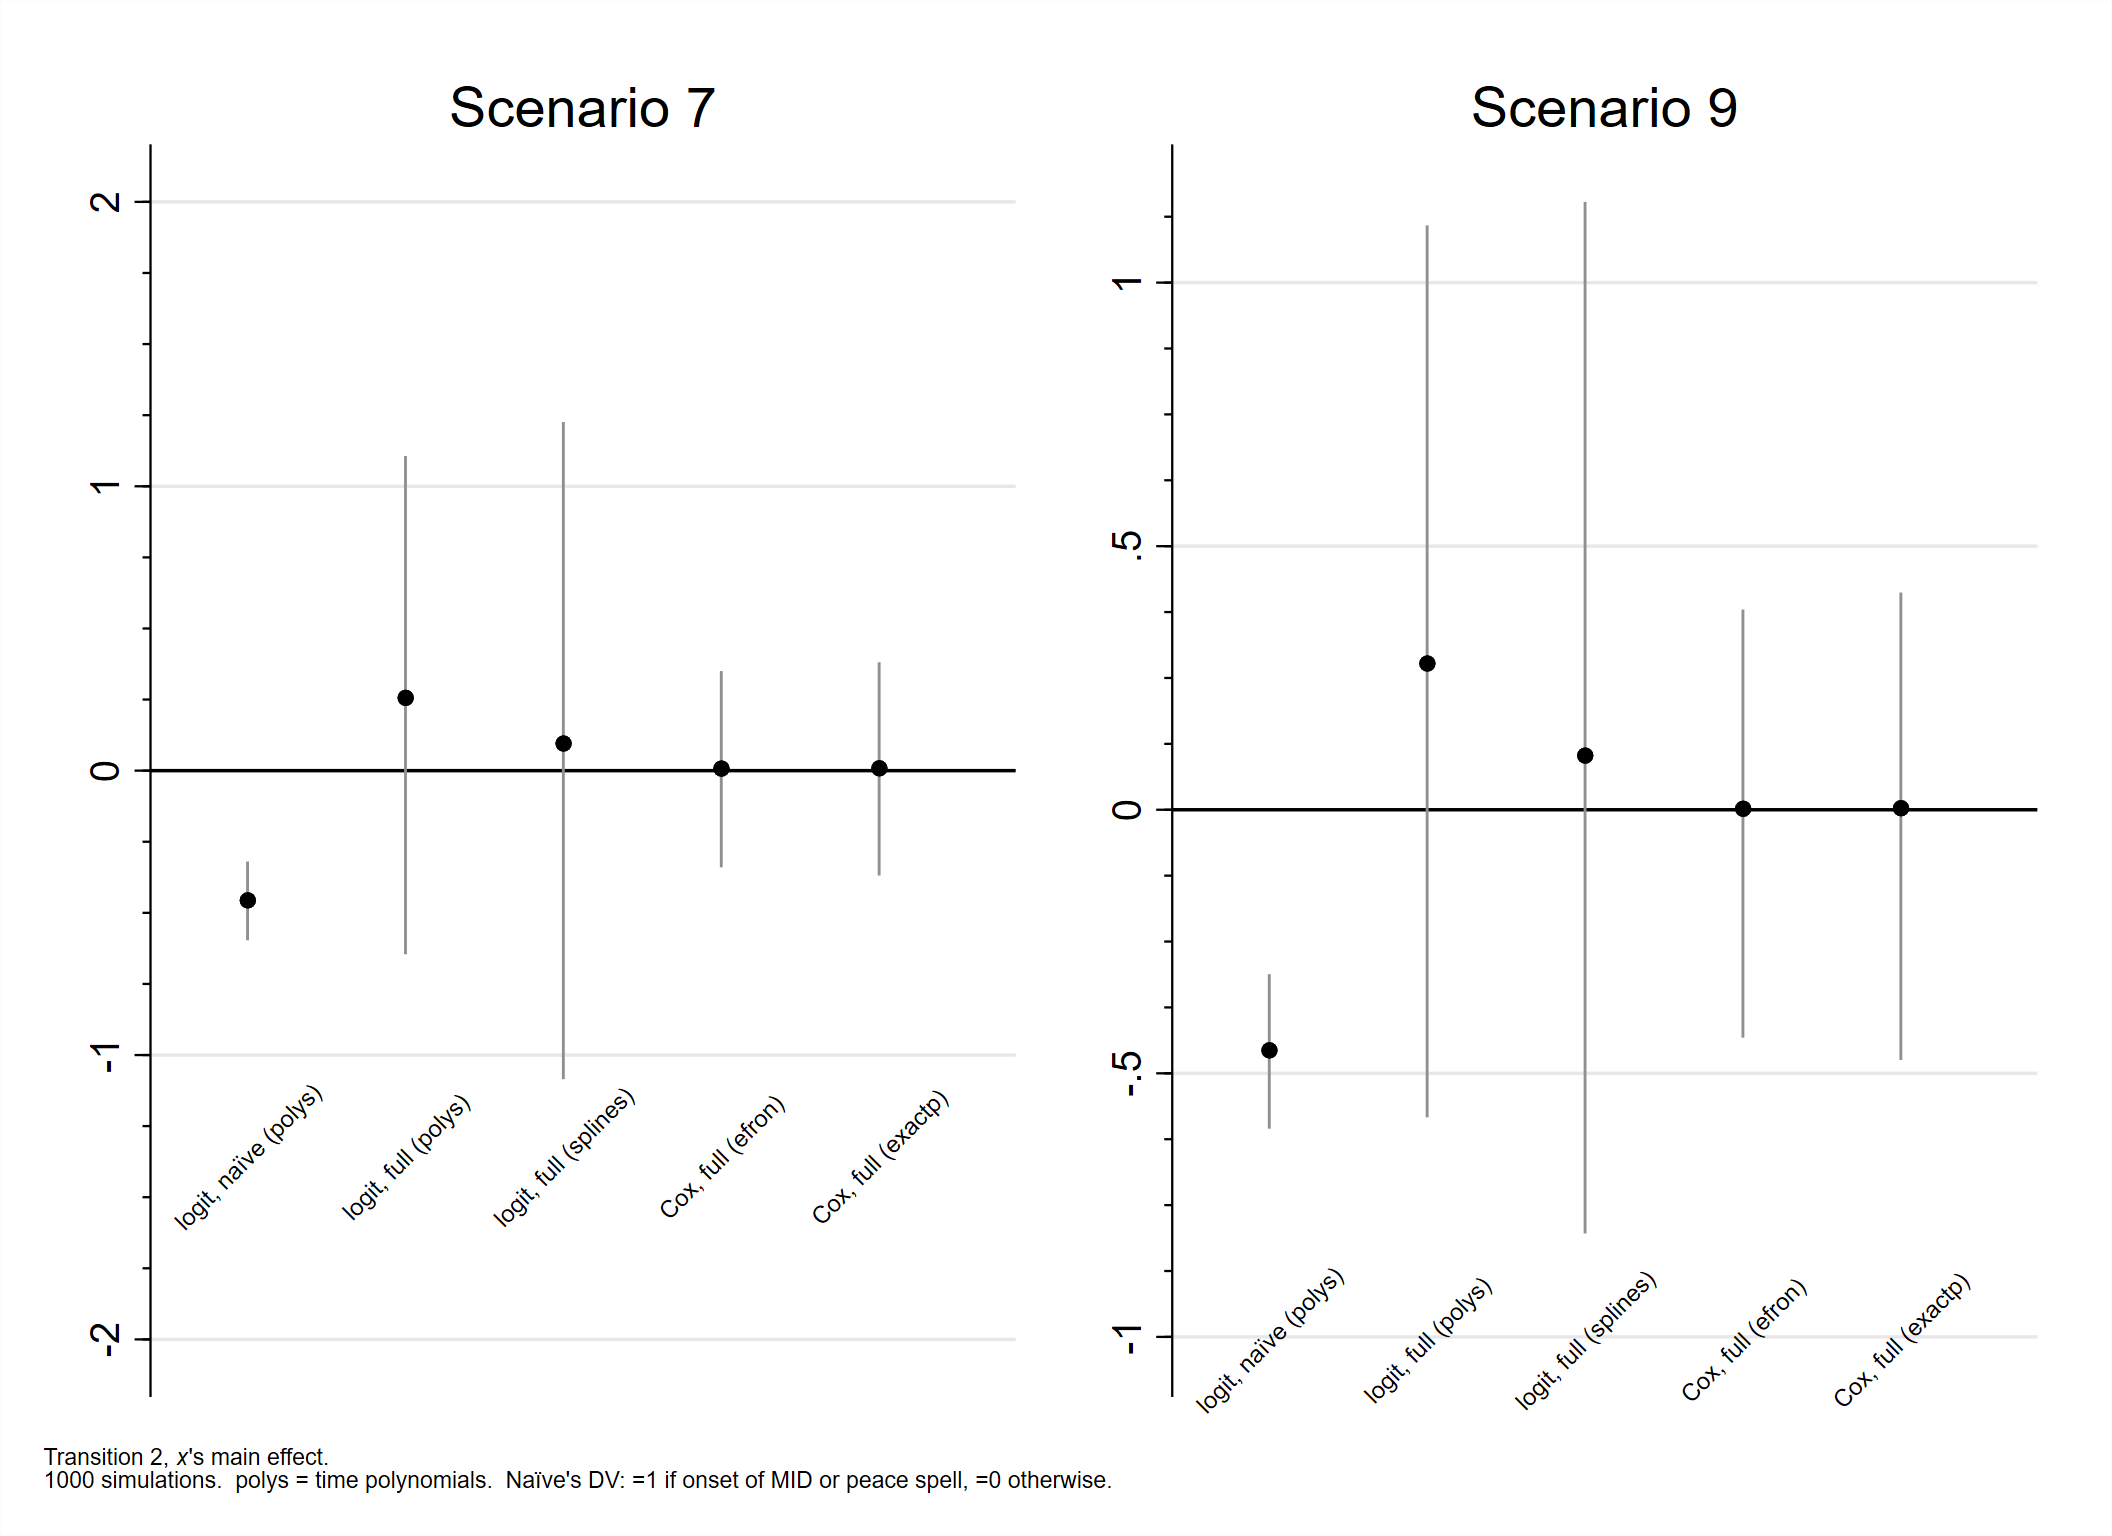 Scenario 7
2
1
0
-1
-2
logit, naïve (polys)
logit, full (polys)
logit, full (splines)
Cox, full (efron)
Cox, full (exactp)
Scenario 9
1
.5
0
-.5
-1
logit, naïve (polys)
logit, full (polys)
logit, full (splines)
Cox, full (efron)
Cox, full (exactp)
Transition 2, x's main effect.
1000 simulations.  polys = time polynomials.  Naïve's DV: =1 if onset of MID or peace spell, =0 otherwise.